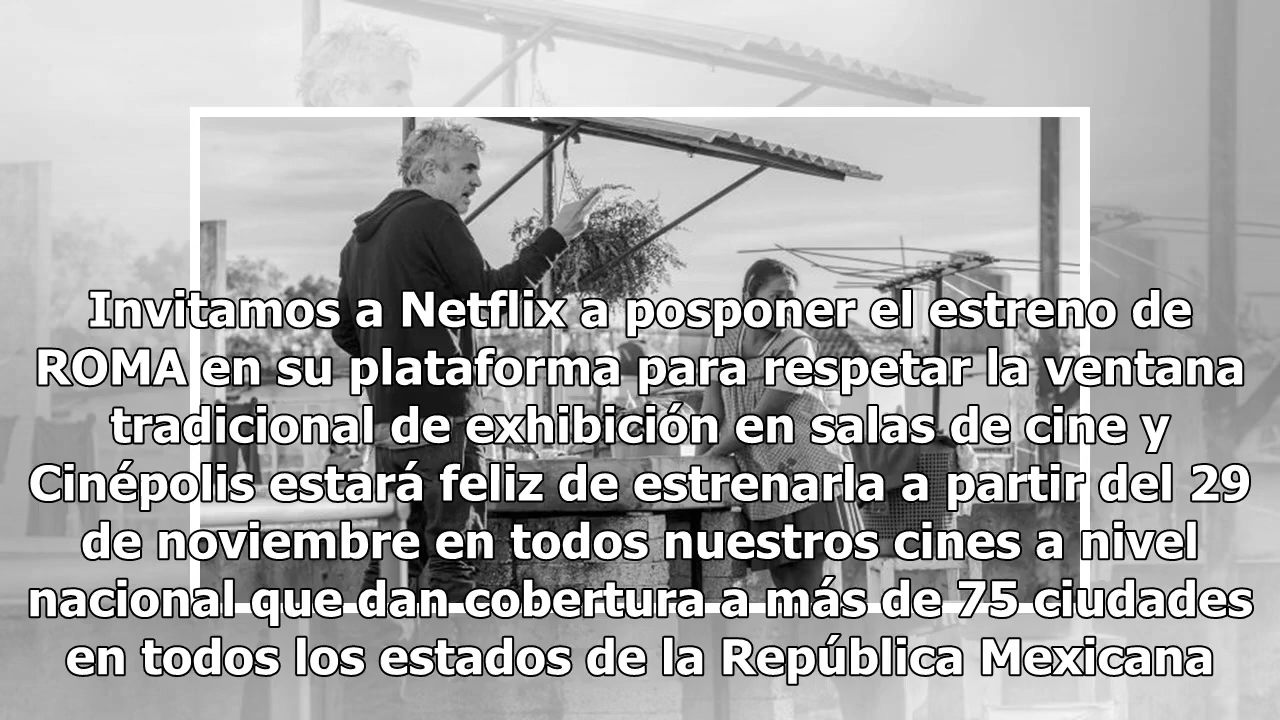 Invitamos a Netflix a posponer el estreno de
ROMA en su plataforma para respetar la ventana
tradicional de exhibición en salas de cine y
Cinépolis estará feliz de estrenarla a partir del 29
de noviembre en todos nuestros cines a nivel
nacional que dan cobertura a más de 75 ciudades
en todos los estados de la República Mexicana